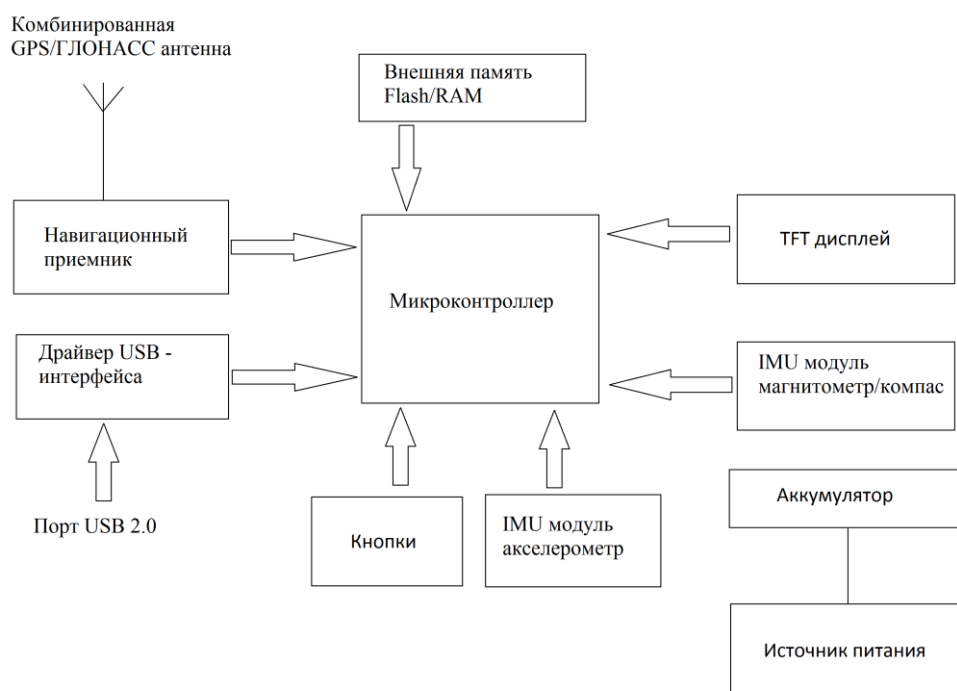 Комбинированная
GPS/ГЛОНАСС антенна
Внешняя память
Flash/RAM
Навигационный
приемник
TFT дисплей
Микроконтроллер
Драйвер USB -
интерфейса
IMU модуль
магнитометр/компас
Порт USB 2.0
Кнопки
IMU модуль
акселерометр
Аккумулятор
Источник питания